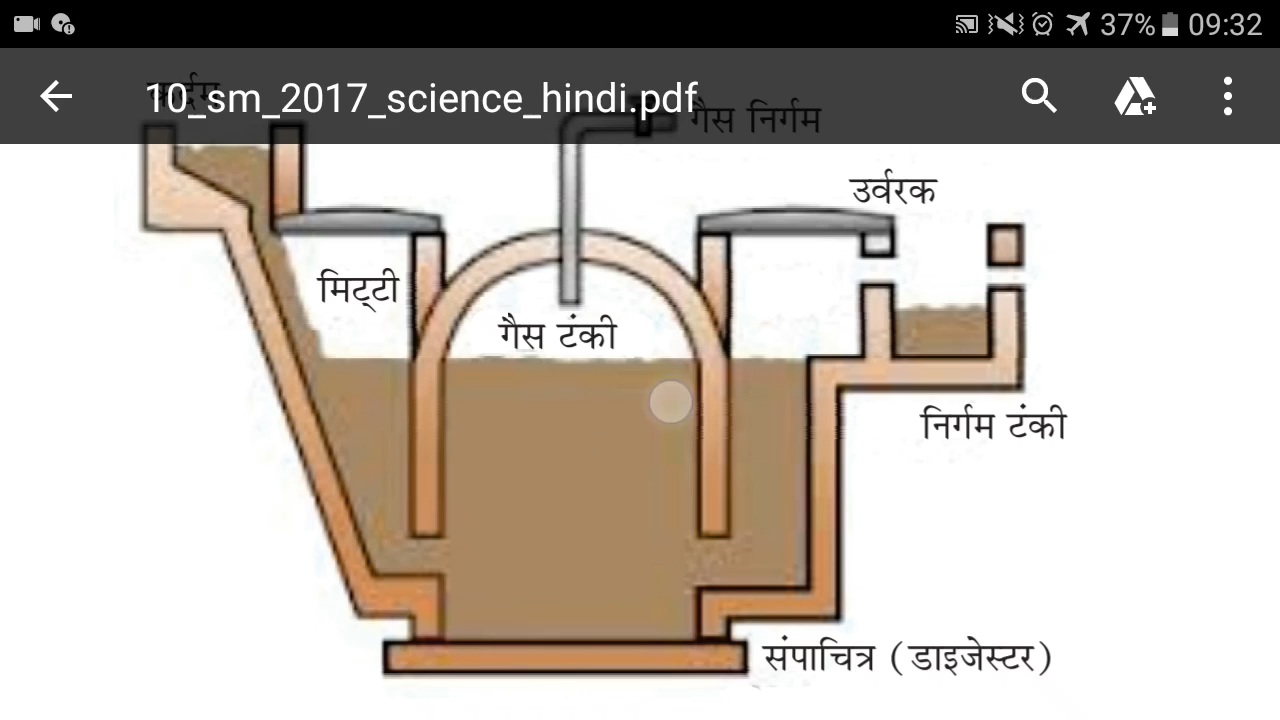 37% 09:32
10_sm_2017_science_hindi.pdf
गैस निर्गम
उर्वरक
मिट्टी
गैस टंकी
निर्गम टंकी
संपाचित्र (डाइजेस्टर)